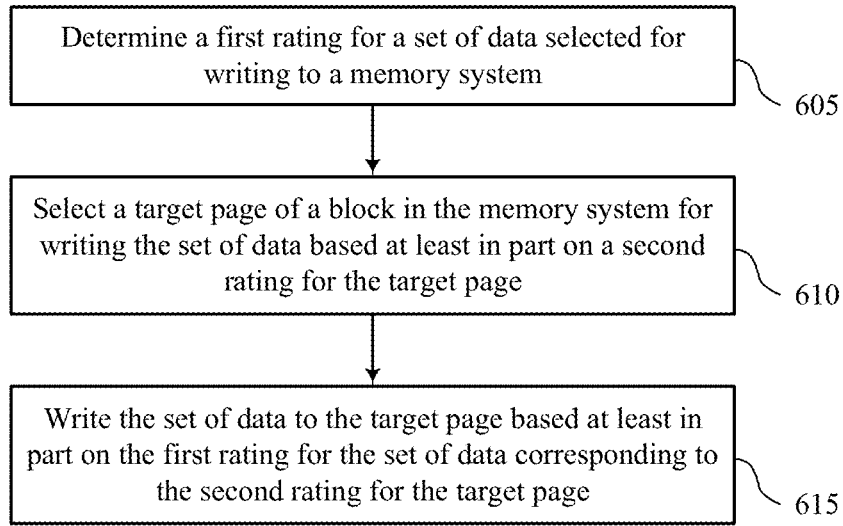 Determine a first rating for a set of data selected for
writing to a memory system
605
Select a target page of a block in the memory system for
writing the set of data based at least in part on a second
rating for the target page
610
Write the set of data to the target page based at least in
part on the first rating for the set of data corresponding to
the second rating for the target page
615